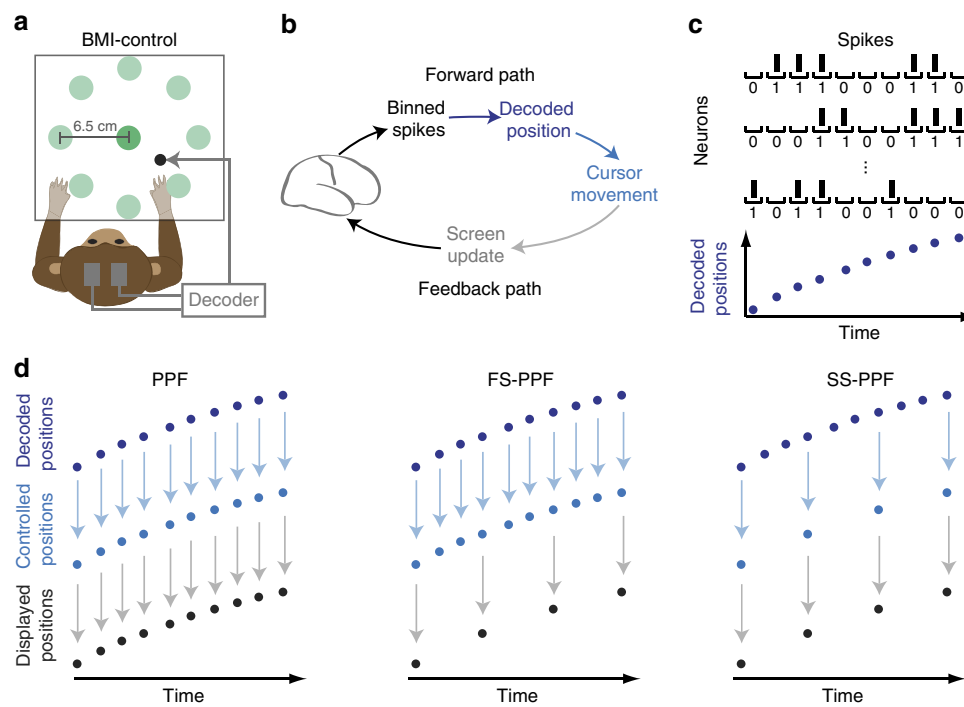 a
BMI-control
6.5 cm
Decoder
b
Forward path
Binned
spikes
Decoded
position
Cursor
movement
Screen
update
Feedback path
c
Spikes
Neurons
0 1 1 1 0 0 0 1 1 0
0 0 0 1 1 0 0 1 1 1
...
1 0 1 1 0 0 1 0 0 0
Decoded
positions
Time
d
PPF
FS-PPF
SS-PPF
Decoded
positions
Controlled
positions
Displayed
positions
Time
Time
Time